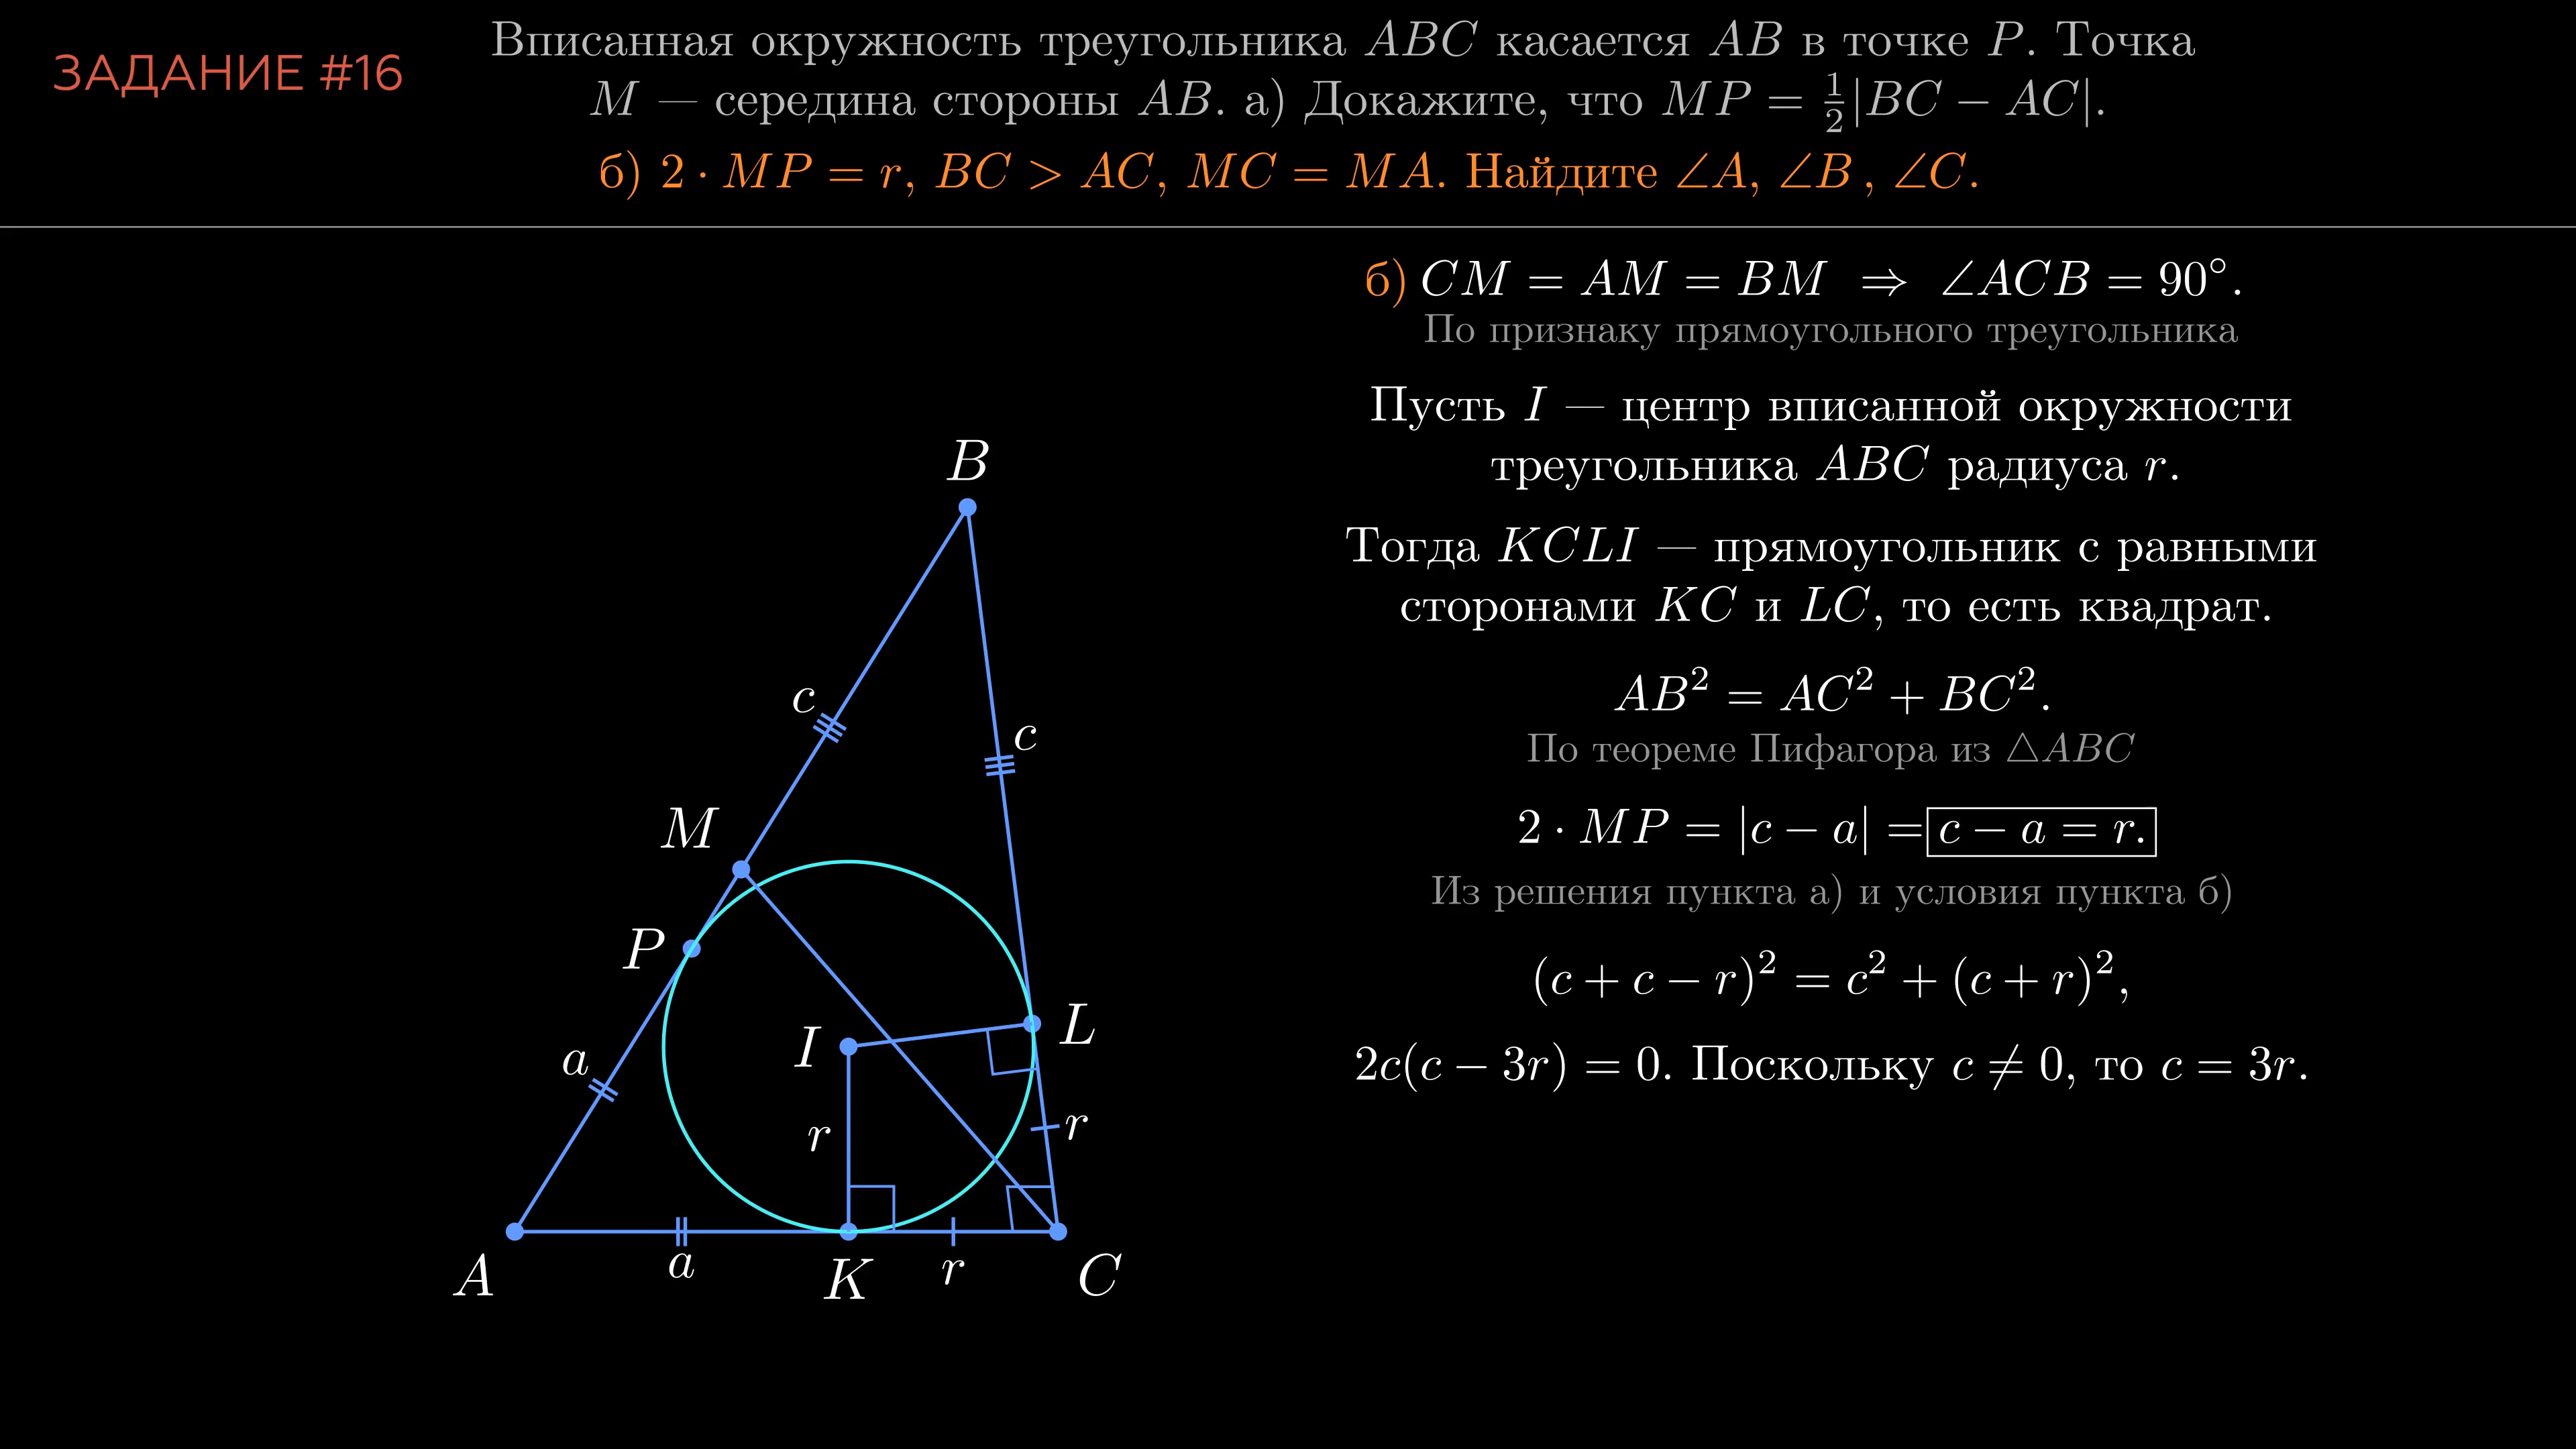 ЗАДАНИЕ #16
Вписанная окружность треугольника ABC касается AB в точке P. Точка
M — середина стороны AB. а) Докажите, что MP = 1/2|BC − AC|.
б) 2 · MP = r, BC > AC, MC = MA. Найдите ∠A, ∠B , ∠C.
б) CM = AM = BM ⇒ ∠ACB = 90°.
По признаку прямоугольного треугольника
Пусть I — центр вписанной окружности
треугольника ABC радиуса r.
Тогда KCLI — прямоугольник с равными
сторонами KC и LC, то есть квадрат.
AB² = AC² + BC².
По теореме Пифагора из △ABC
2 · MP = |c − a| = c − a = r.
Из решения пункта а) и условия пункта б)
(c + c − r)² = c² + (c + r)²,
2c(c − 3r) = 0. Поскольку c ≠ 0, то c = 3r.
B
c
c
M
P
L
I
a
r
r
A
a
K
r
C